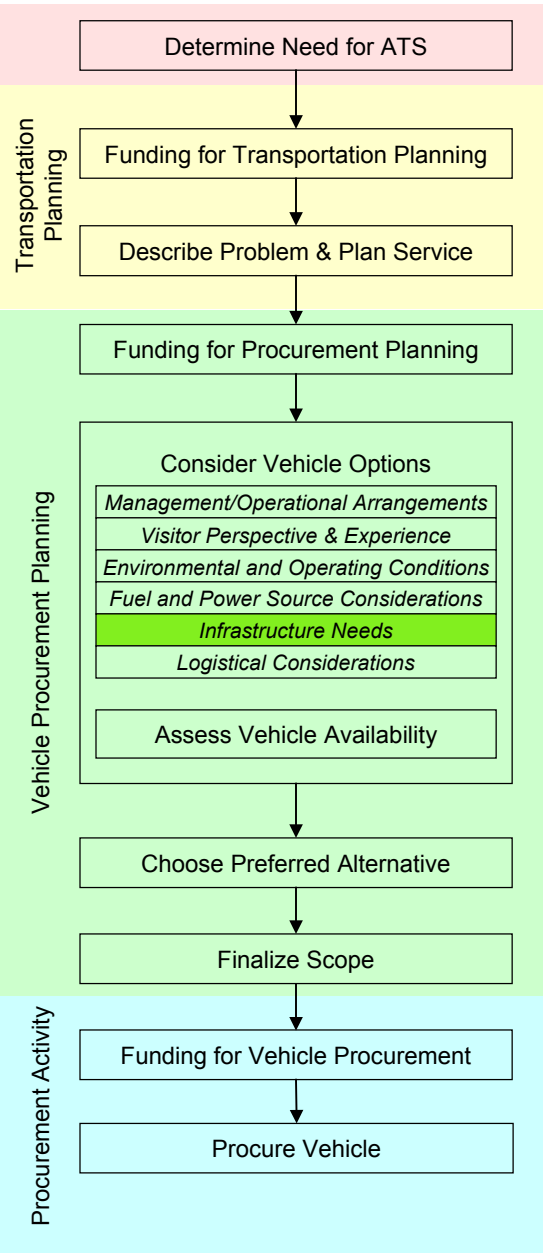 Determine Need for ATS
Transportation
Planning
Funding for Transportation Planning
Describe Problem & Plan Service
Vehicle Procurement Planning
Funding for Procurement Planning
Consider Vehicle Options
Management/Operational Arrangements
Visitor Perspective & Experience
Environmental and Operating Conditions
Fuel and Power Source Considerations
Infrastructure Needs
Logistical Considerations
Assess Vehicle Availability
Choose Preferred Alternative
Finalize Scope
Procurement Activity
Funding for Vehicle Procurement
Procure Vehicle